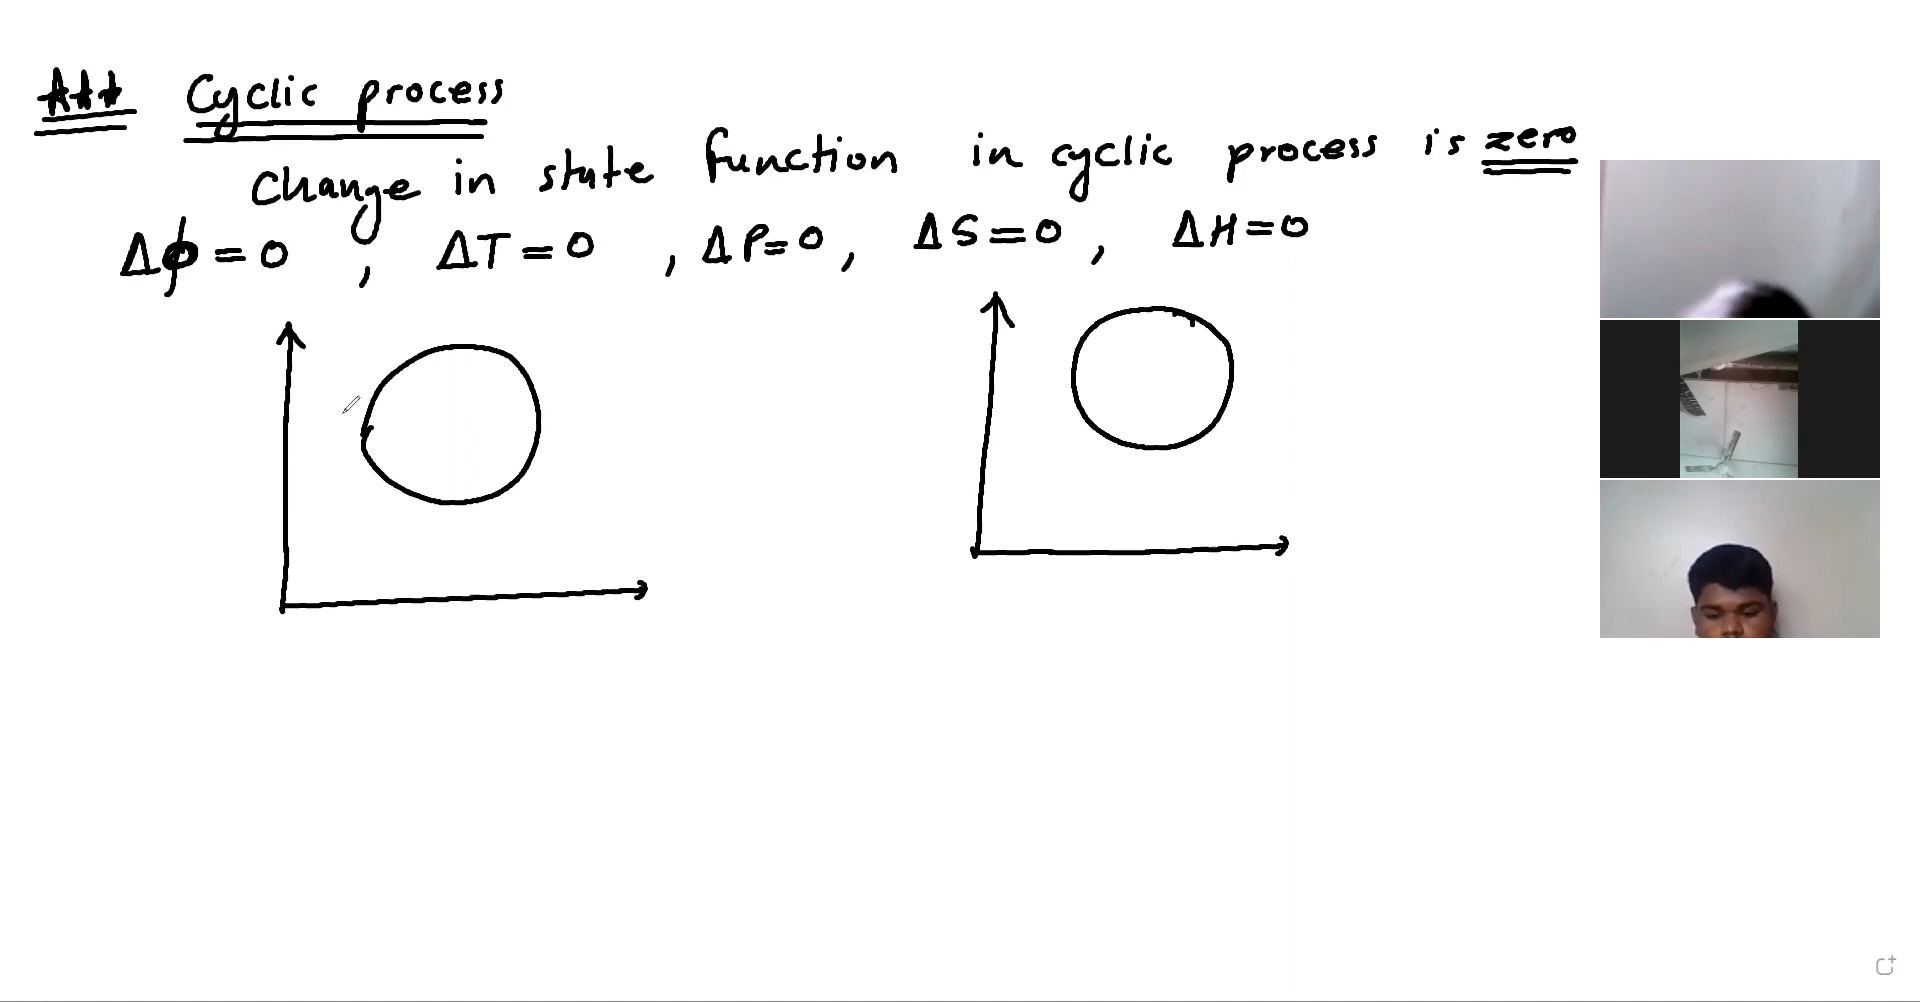 *** Cyclic process
Change in state function in cyclic process is zero
Δϕ = 0 , ΔT = 0 , ΔP = 0 , ΔS = 0 , ΔH = 0